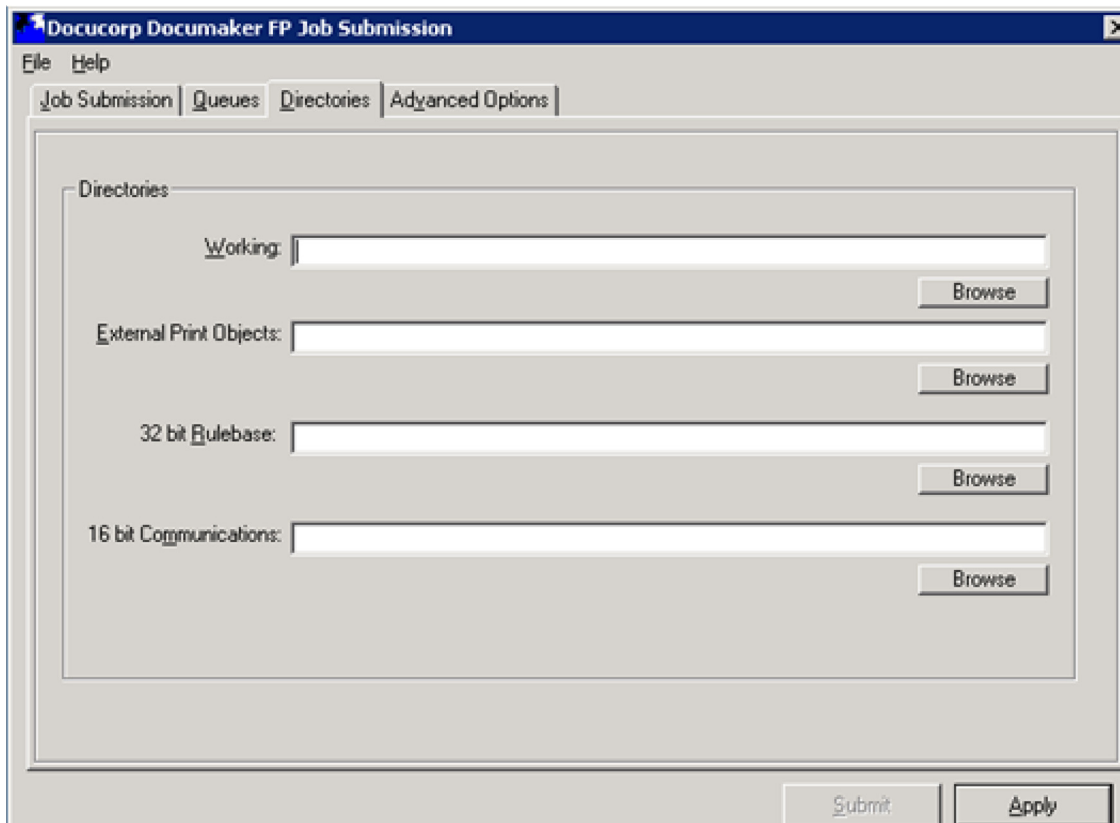 Docucorp Documaker FP Job Submission
File Help
Job Submission Queues Directories Advanced Options
Directories
Working:
Browse
External Print Objects:
Browse
32 bit Rulebase:
Browse
16 bit Communications:
Browse
Submit Apply